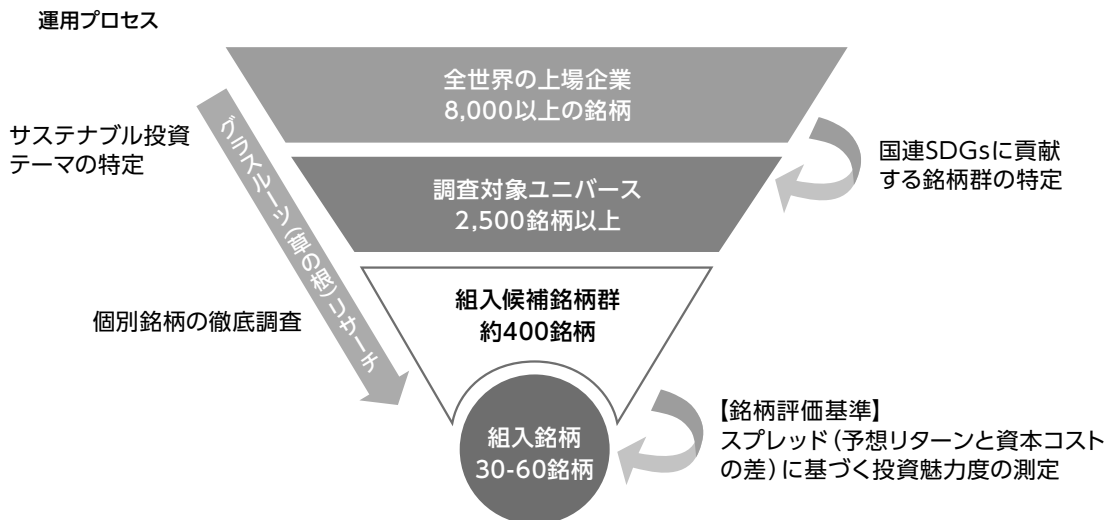 運用プロセス
全世界の上場企業
8,000以上の銘柄
サステナブル投資
テーマの特定
グラスルーツ（草の根）リサーチ
国連SDGsに貢献
する銘柄群の特定
調査対象ユニバース
2,500銘柄以上
組入候補銘柄群
約400銘柄
個別銘柄の徹底調査
【銘柄評価基準】
スプレッド（予想リターンと資本コスト
の差）に基づく投資魅力度の測定
組入銘柄
30-60銘柄